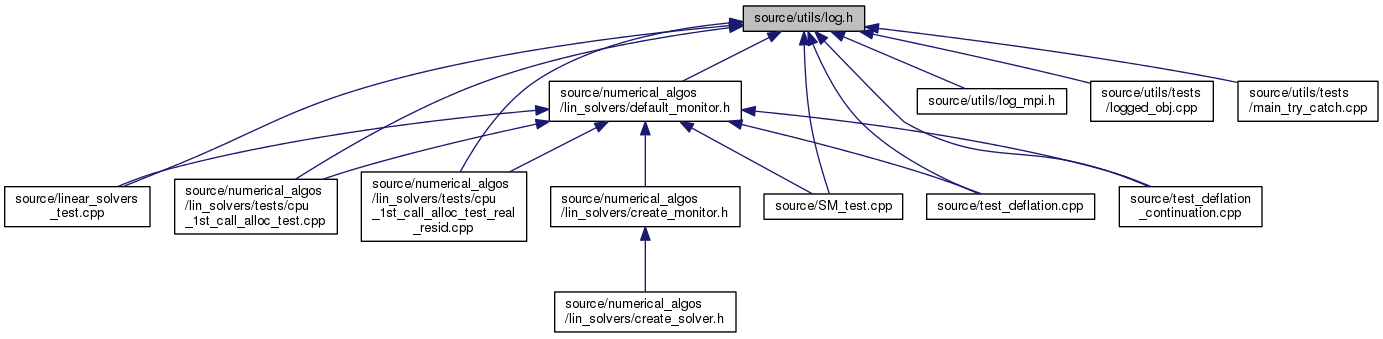 source/utils/log.h
source/numerical_algos
/lin_solvers/default_monitor.h
source/utils/log_mpi.h
source/utils/tests
/logged_obj.cpp
source/utils/tests
/main_try_catch.cpp
source/linear_solvers
_test.cpp
source/numerical_algos
/lin_solvers/tests/cpu
_1st_call_alloc_test.cpp
source/numerical_algos
/lin_solvers/tests/cpu
_1st_call_alloc_test_real
_resid.cpp
source/numerical_algos
/lin_solvers/create_monitor.h
source/SM_test.cpp
source/test_deflation.cpp
source/test_deflation
_continuation.cpp
source/numerical_algos
/lin_solvers/create_solver.h